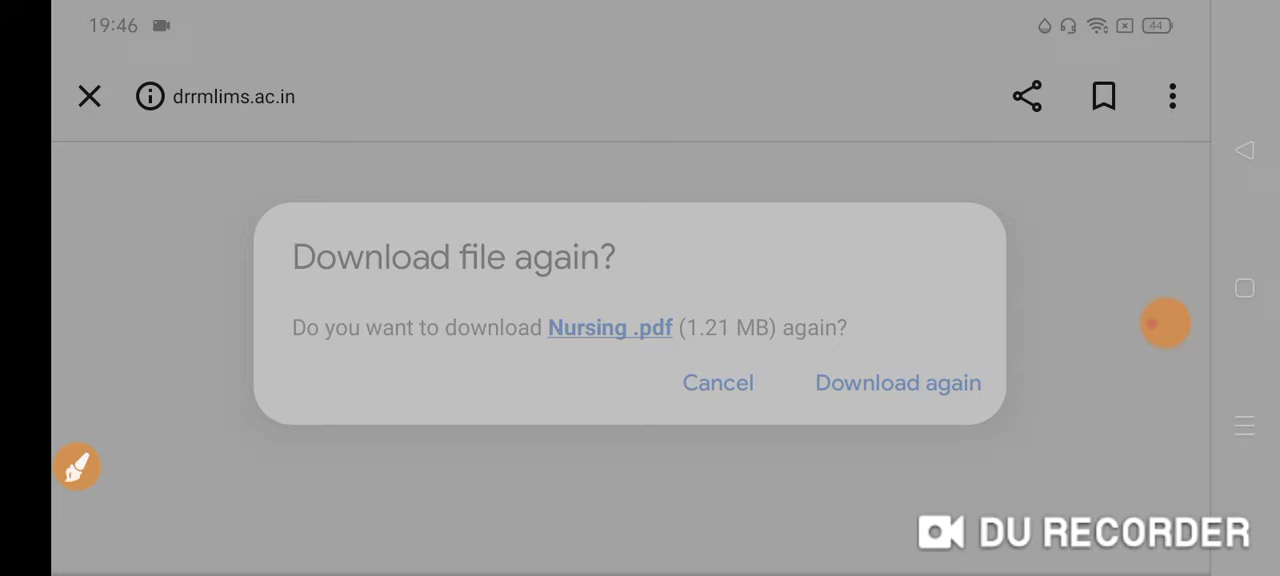 19:46
44
drrmlims.ac.in
Download file again?
Do you want to download Nursing .pdf (1.21 MB) again?
Cancel Download again
DU RECORDER